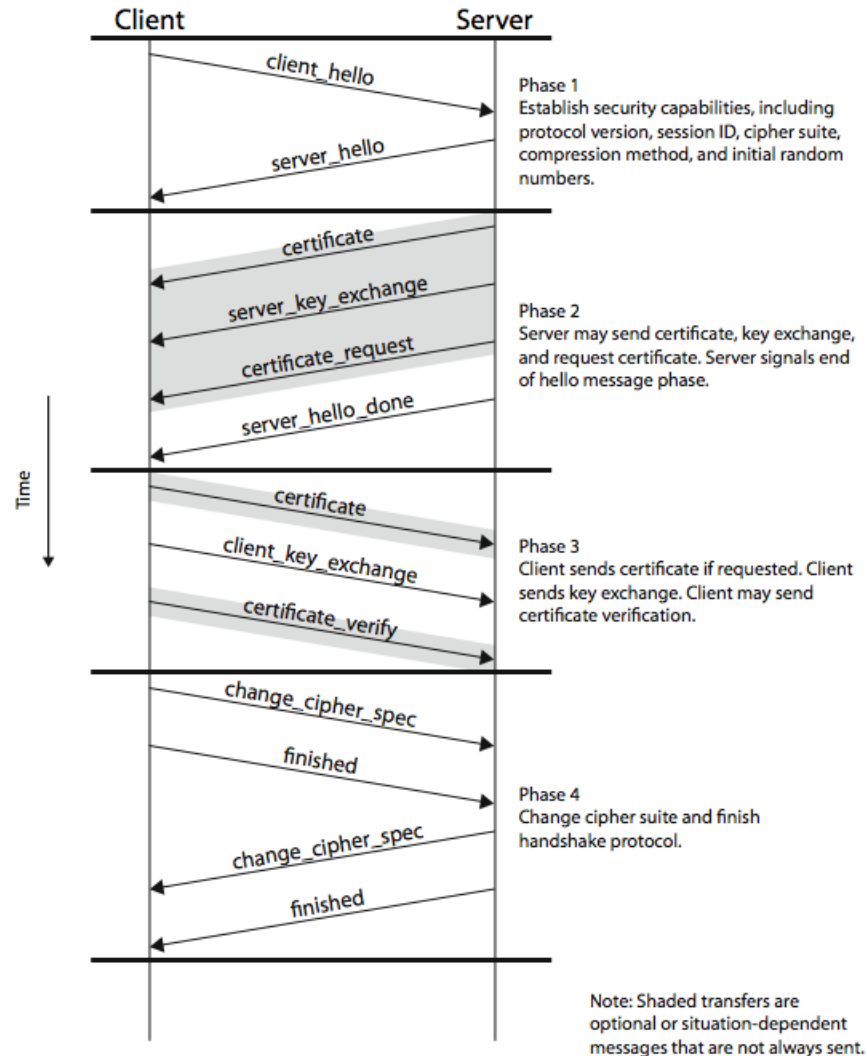 Client
Server
client_hello
server_hello
Phase 1
Establish security capabilities, including
protocol version, session ID, cipher suite,
compression method, and initial random
numbers.
certificate
server_key_exchange
certificate_request
server_hello_done
Phase 2
Server may send certificate, key exchange,
and request certificate. Server signals end
of hello message phase.
Time
certificate
client_key_exchange
certificate_verify
Phase 3
Client sends certificate if requested. Client
sends key exchange. Client may send
certificate verification.
change_cipher_spec
finished
change_cipher_spec
finished
Phase 4
Change cipher suite and finish
handshake protocol.
Note: Shaded transfers are
optional or situation-dependent
messages that are not always sent.